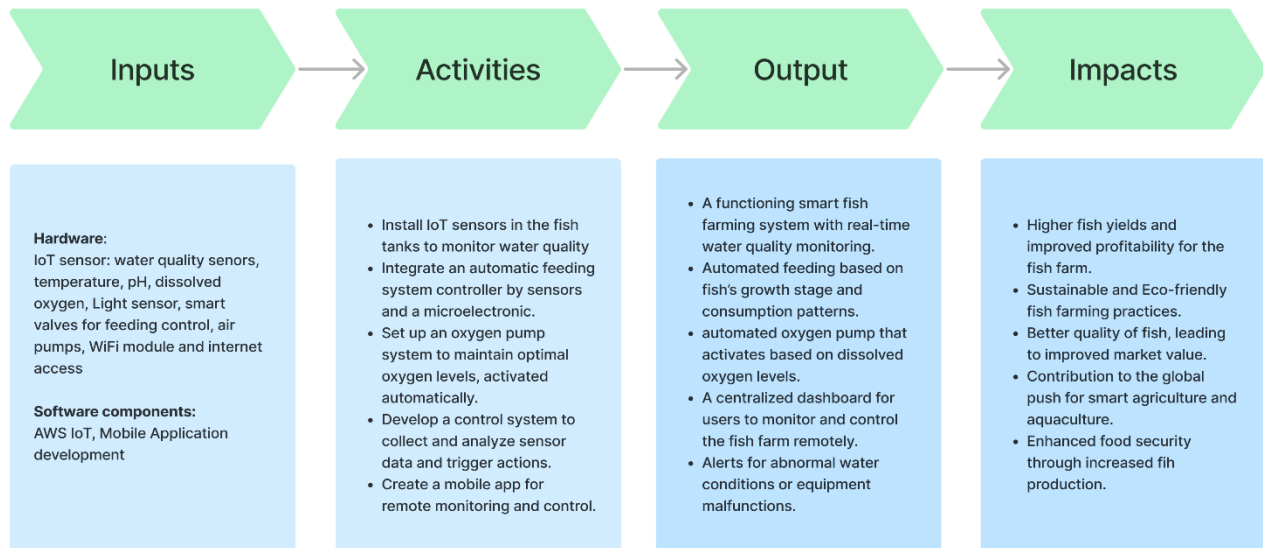 Inputs
Activities
Output
Impacts
Hardware:
IoT sensor: water quality senors,
temperature, pH, dissolved
oxygen, Light sensor, smart
valves for feeding control, air
pumps, WiFi module and internet
access
Software components:
AWS IoT, Mobile Application
development
• Install IoT sensors in the fish
tanks to monitor water quality
• Integrate an automatic feeding
system controller by sensors
and a microelectronic.
• Set up an oxygen pump
system to maintain optimal
oxygen levels, activated
automatically.
• Develop a control system to
collect and analyze sensor
data and trigger actions.
• Create a mobile app for
remote monitoring and control.
• A functioning smart fish
farming system with real-time
water quality monitoring.
• Automated feeding based on
fish's growth stage and
consumption patterns.
• automated oxygen pump that
activates based on dissolved
oxygen levels.
• A centralized dashboard for
users to monitor and control
the fish farm remotely.
• Alerts for abnormal water
conditions or equipment
malfunctions.
• Higher fish yields and
improved profitability for the
fish farm.
• Sustainable and Eco-friendly
fish farming practices.
• Better quality of fish, leading
to improved market value.
• Contribution to the global
push for smart agriculture and
aquaculture.
• Enhanced food security
through increased fih
production.